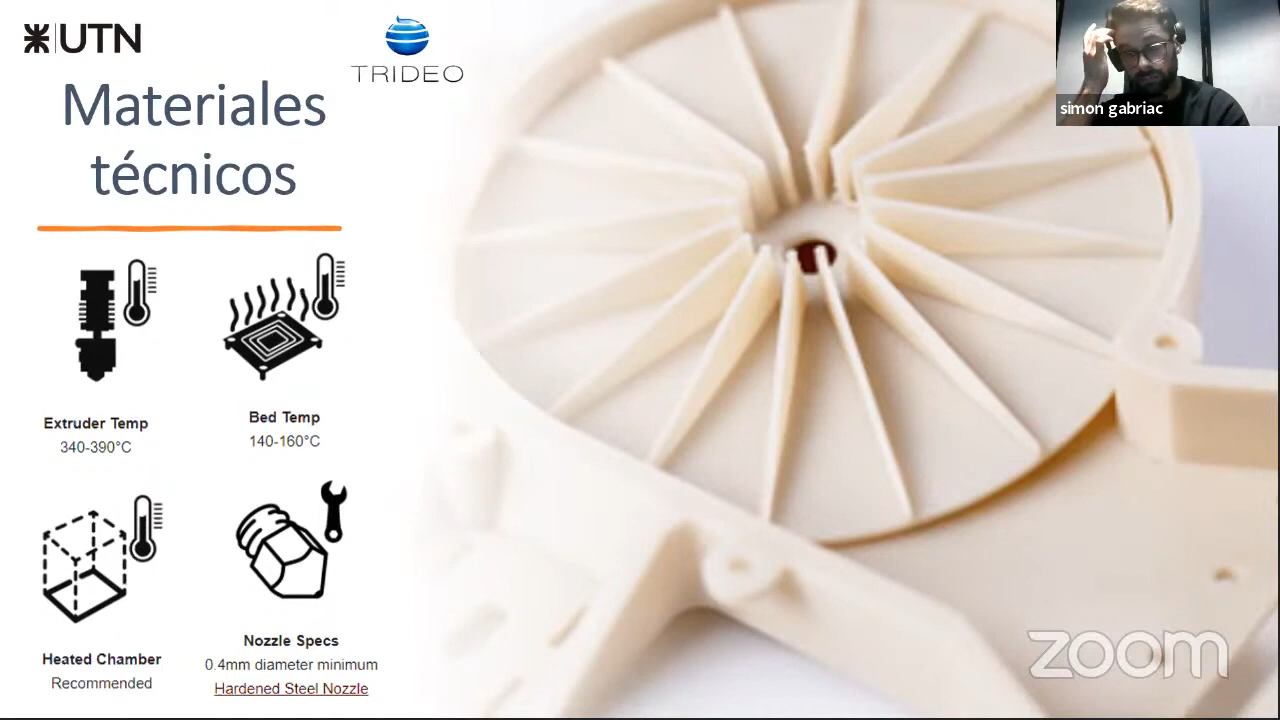 UTN
TRIDEO
Materiales
técnicos
simon gabriac
Extruder Temp
340-390°C
Bed Temp
140-160°C
Heated Chamber
Recommended
Nozzle Specs
0.4mm diameter minimum
Hardened Steel Nozzle
zoom